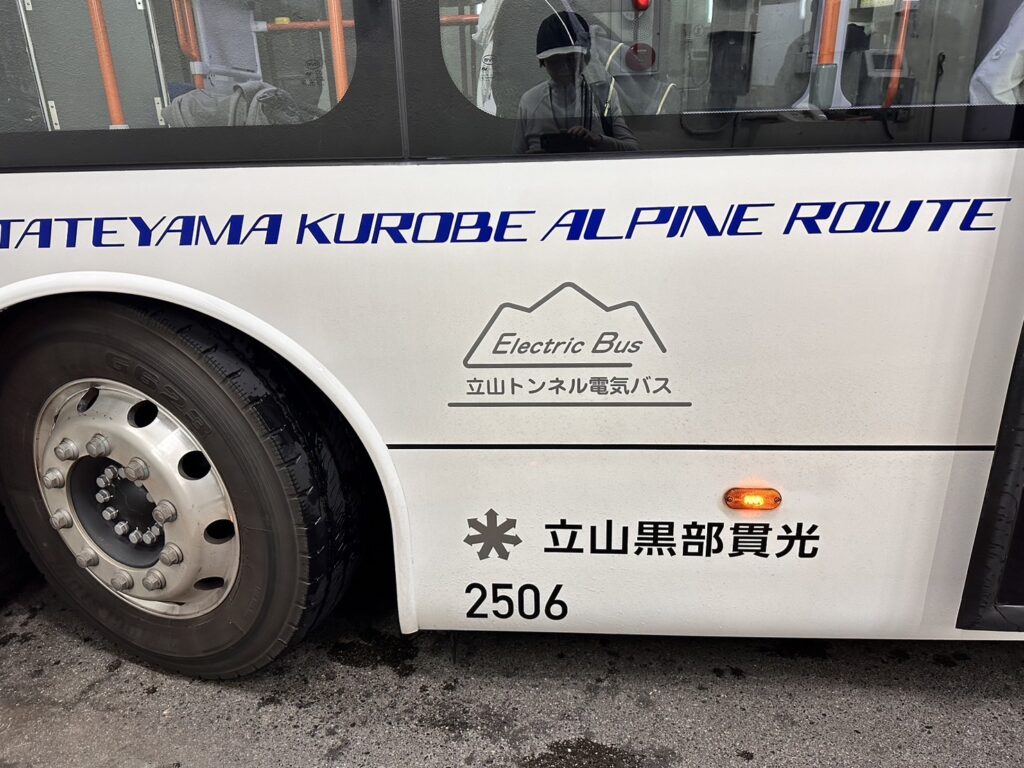 TATEYAMA KUROBE ALPINE ROUTE
Electric Bus
立山トンネル電気バス
立山黒部貫光
2506
G623